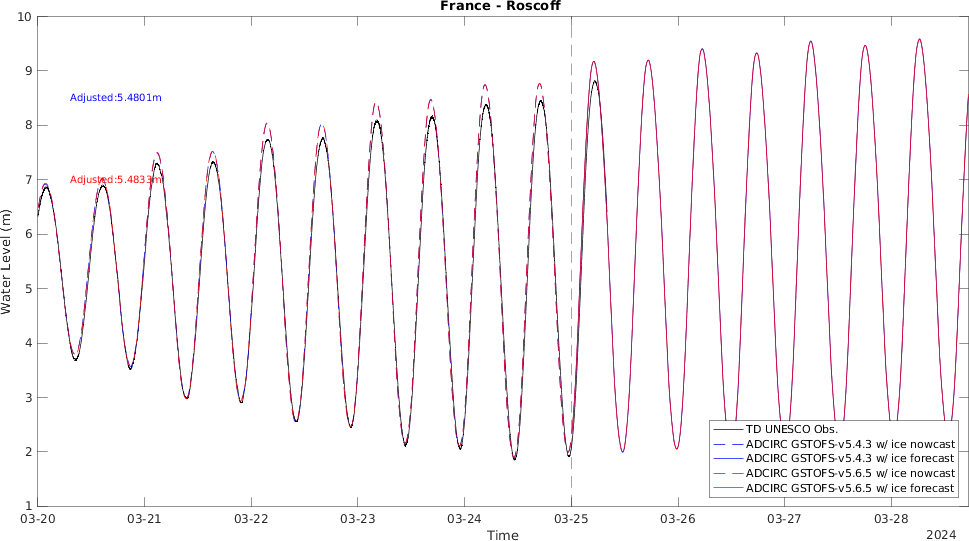 France - Roscoff
10
9
8
7
6
5
4
3
2
1
Water Level (m)
Adjusted:5.4801m
Adjusted:5.4833m
TD UNESCO Obs.
ADCIRC GSTOFS-v5.4.3 w/ ice nowcast
ADCIRC GSTOFS-v5.4.3 w/ ice forecast
ADCIRC GSTOFS-v5.6.5 w/ ice nowcast
ADCIRC GSTOFS-v5.6.5 w/ ice forecast
03-20 03-21 03-22 03-23 03-24 03-25 03-26 03-27 03-28
Time
2024